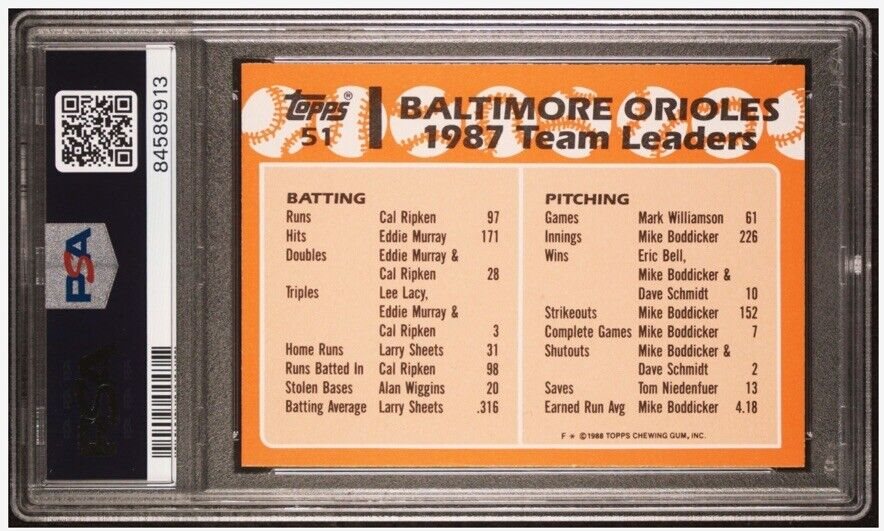 84589913
PSA
PSA
TOPPS®
51
BALTIMORE ORIOLES
1987 Team Leaders
BATTING
Runs Cal Ripken 97
Hits Eddie Murray 171
Doubles Eddie Murray &
Cal Ripken 28
Triples Lee Lacy,
Eddie Murray &
Cal Ripken 3
Home Runs Larry Sheets 31
Runs Batted In Cal Ripken 98
Stolen Bases Alan Wiggins 20
Batting Average Larry Sheets .316
PITCHING
Games Mark Williamson 61
Innings Mike Boddicker 226
Wins Eric Bell,
Mike Boddicker &
Dave Schmidt 10
Strikeouts Mike Boddicker 152
Complete Games Mike Boddicker 7
Shutouts Mike Boddicker &
Dave Schmidt 2
Saves Tom Niedenfuer 13
Earned Run Avg Mike Boddicker 4.18
F * ©1988 TOPPS CHEWING GUM, INC.